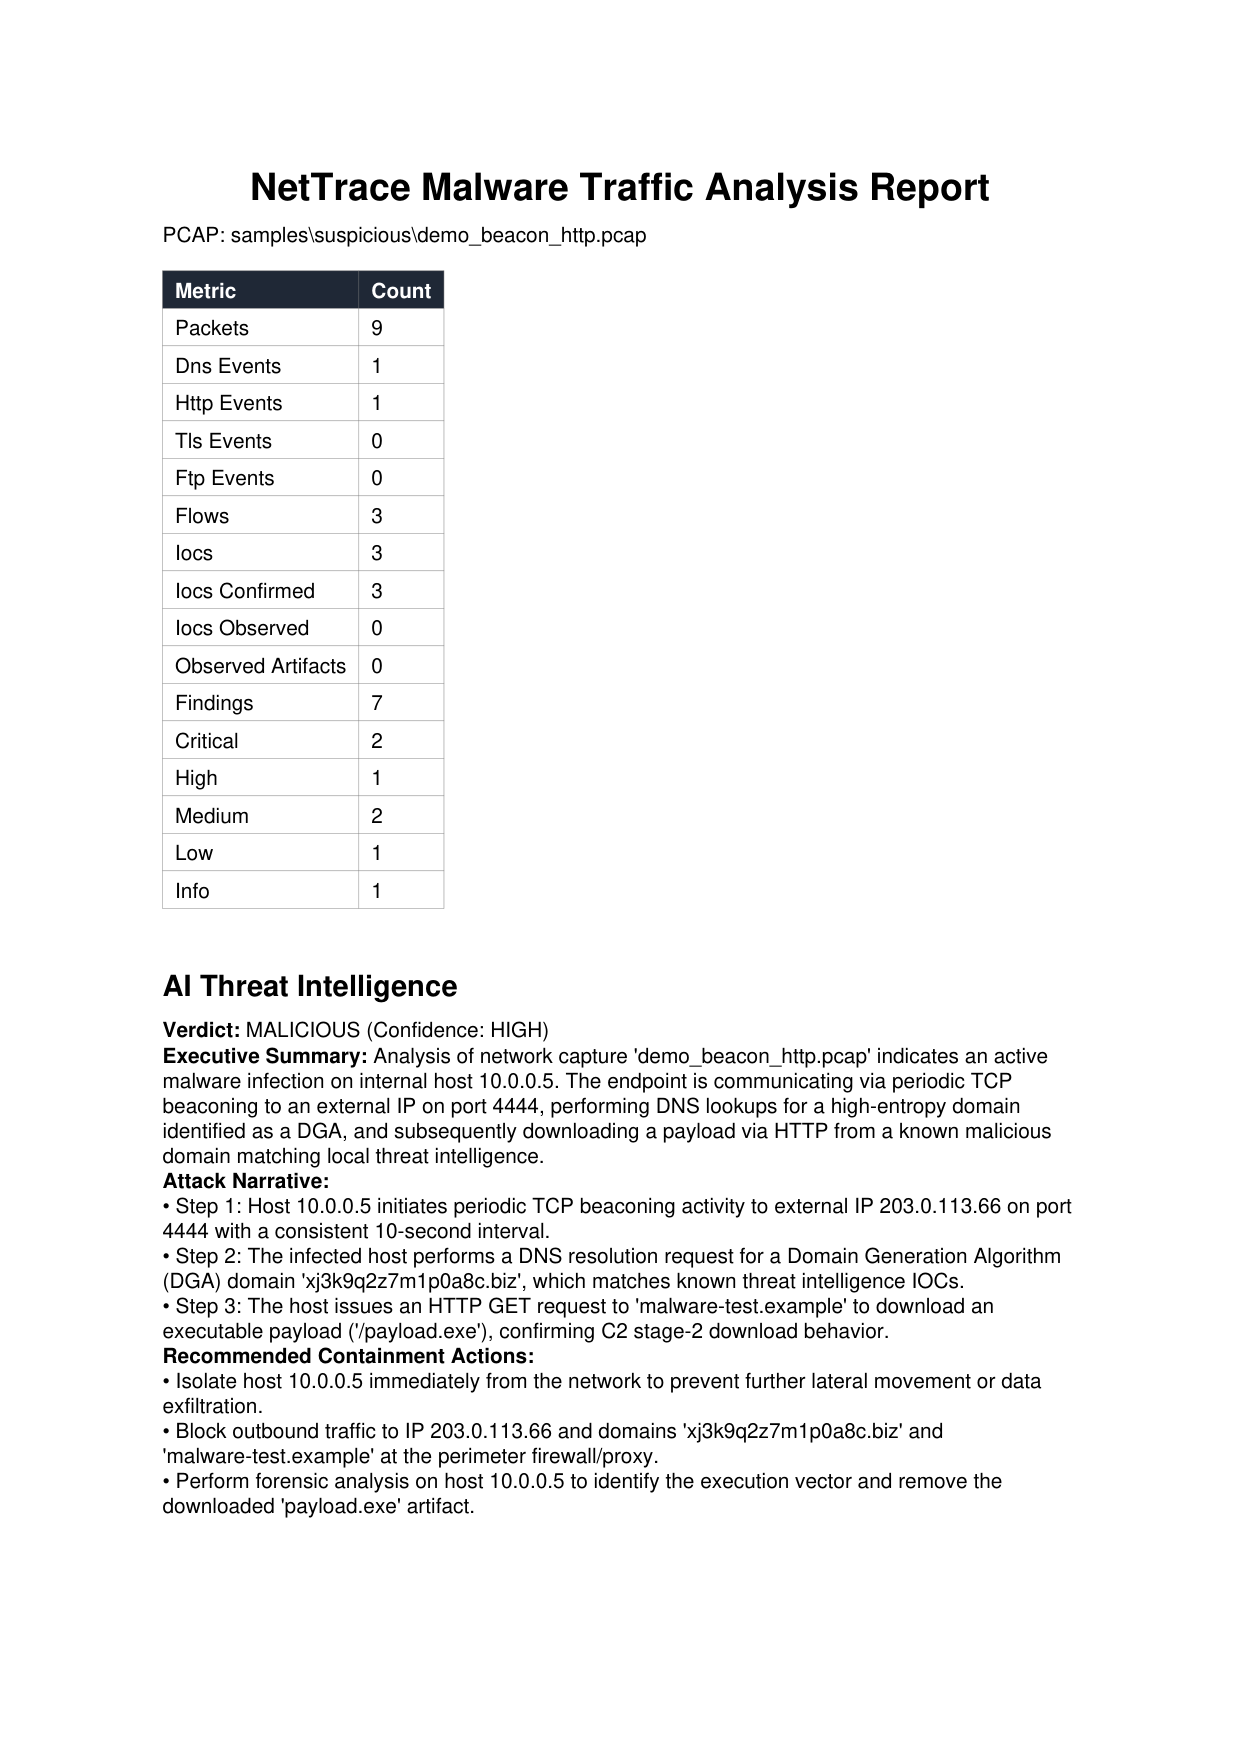 NetTrace Malware Traffic Analysis Report
PCAP: samples\suspicious\demo_beacon_http.pcap
Metric Count
Packets 9
Dns Events 1
Http Events 1
Tls Events 0
Ftp Events 0
Flows 3
Iocs 3
Iocs Confirmed 3
Iocs Observed 0
Observed Artifacts 0
Findings 7
Critical 2
High 1
Medium 2
Low 1
Info 1
AI Threat Intelligence
Verdict: MALICIOUS (Confidence: HIGH)
Executive Summary: Analysis of network capture 'demo_beacon_http.pcap' indicates an active
malware infection on internal host 10.0.0.5. The endpoint is communicating via periodic TCP
beaconing to an external IP on port 4444, performing DNS lookups for a high-entropy domain
identified as a DGA, and subsequently downloading a payload via HTTP from a known malicious
domain matching local threat intelligence.
Attack Narrative:
• Step 1: Host 10.0.0.5 initiates periodic TCP beaconing activity to external IP 203.0.113.66 on port
4444 with a consistent 10-second interval.
• Step 2: The infected host performs a DNS resolution request for a Domain Generation Algorithm
(DGA) domain 'xj3k9q2z7m1p0a8c.biz', which matches known threat intelligence IOCs.
• Step 3: The host issues an HTTP GET request to 'malware-test.example' to download an
executable payload ('/payload.exe'), confirming C2 stage-2 download behavior.
Recommended Containment Actions:
• Isolate host 10.0.0.5 immediately from the network to prevent further lateral movement or data
exfiltration.
• Block outbound traffic to IP 203.0.113.66 and domains 'xj3k9q2z7m1p0a8c.biz' and
'malware-test.example' at the perimeter firewall/proxy.
• Perform forensic analysis on host 10.0.0.5 to identify the execution vector and remove the
downloaded 'payload.exe' artifact.